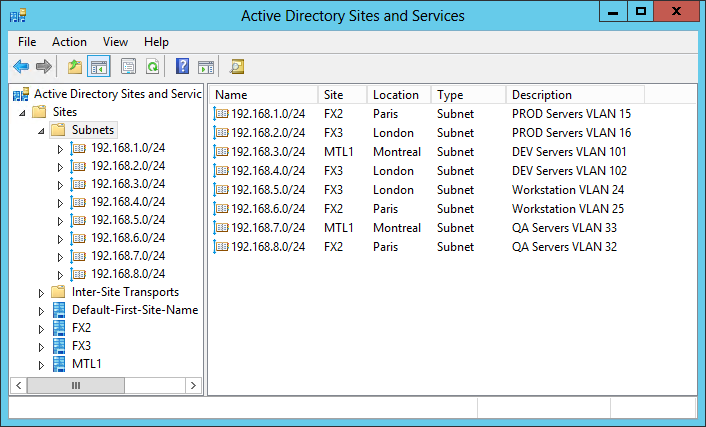 Active Directory Sites and Services
File Action View Help
Active Directory Sites and Servic
Sites
Subnets
192.168.1.0/24
192.168.2.0/24
192.168.3.0/24
192.168.4.0/24
192.168.5.0/24
192.168.6.0/24
192.168.7.0/24
192.168.8.0/24
Inter-Site Transports
Default-First-Site-Name
FX2
FX3
MTL1
Name Site Location Type Description
192.168.1.0/24 FX2 Paris Subnet PROD Servers VLAN 15
192.168.2.0/24 FX3 London Subnet PROD Servers VLAN 16
192.168.3.0/24 MTL1 Montreal Subnet DEV Servers VLAN 101
192.168.4.0/24 FX3 London Subnet DEV Servers VLAN 102
192.168.5.0/24 FX3 London Subnet Workstation VLAN 24
192.168.6.0/24 FX2 Paris Subnet Workstation VLAN 25
192.168.7.0/24 MTL1 Montreal Subnet QA Servers VLAN 33
192.168.8.0/24 FX2 Paris Subnet QA Servers VLAN 32